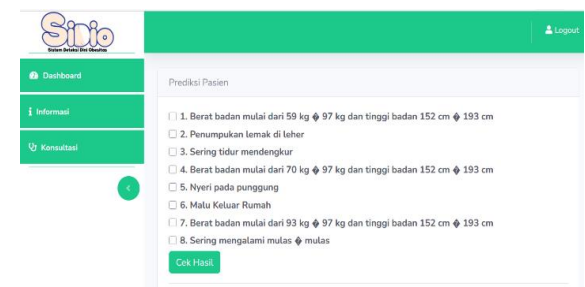 Sidio
Sistem Deteksi Dini Obesitas
Logout
Dashboard
Informasi
Konsultasi
Prediksi Pasien
1. Berat badan mulai dari 59 kg � 97 kg dan tinggi badan 152 cm � 193 cm
2. Penumpukan lemak di leher
3. Sering tidur mendengkur
4. Berat badan mulai dari 70 kg � 97 kg dan tinggi badan 152 cm � 193 cm
5. Nyeri pada punggung
6. Malu Keluar Rumah
7. Berat badan mulai dari 93 kg � 97 kg dan tinggi badan 152 cm � 193 cm
8. Sering mengalami mulas � mulas
Cek Hasil